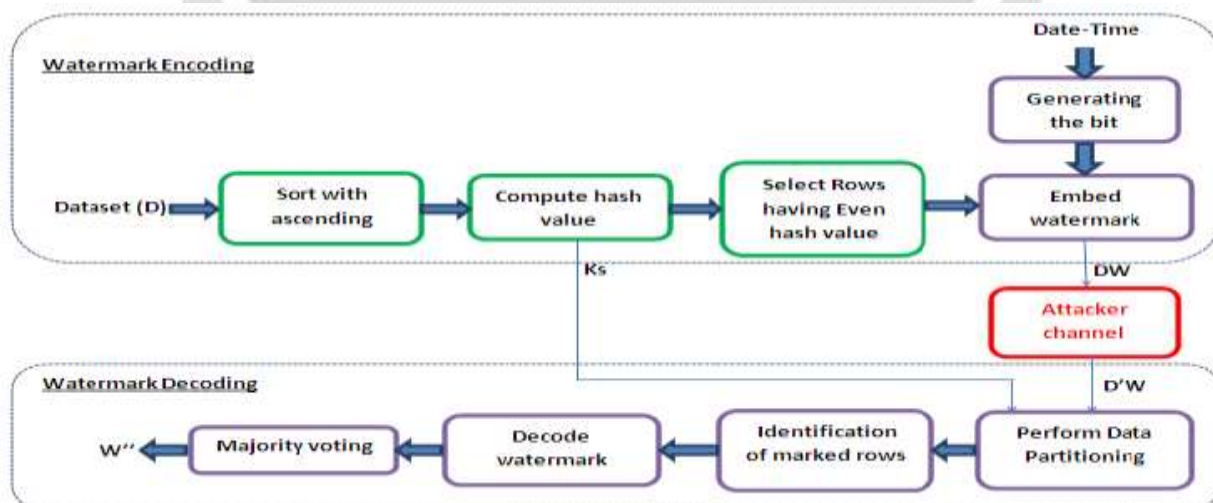 Date-Time
Watermark Encoding
Generating
the bit
Dataset (D)
Sort with
ascending
Compute hash
value
Select Rows
having Even
hash value
Embed
watermark
Ks
DW
Attacker
channel
Watermark Decoding
D'W
W''
Majority voting
Decode
watermark
Identification
of marked rows
Perform Data
Partitioning